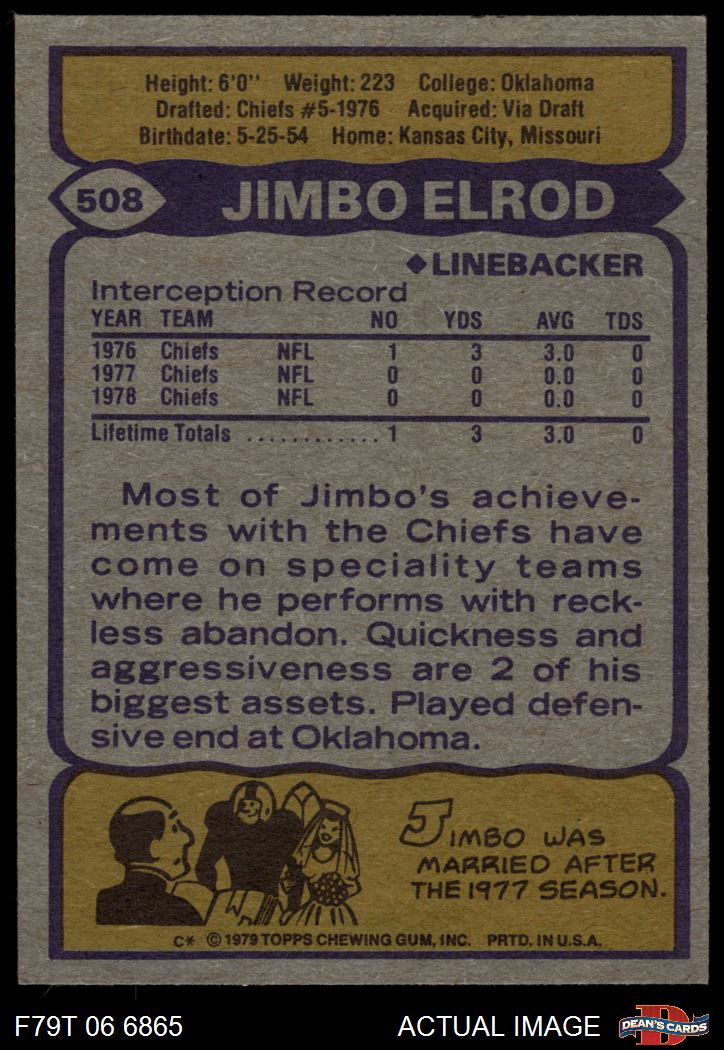 Height: 6'0" Weight: 223 College: Oklahoma
Drafted: Chiefs #5-1976 Acquired: Via Draft
Birthdate: 5-25-54 Home: Kansas City, Missouri
508 JIMBO ELROD
◆LINEBACKER
Interception Record
YEAR TEAM NO YDS AVG TDS
1976 Chiefs NFL 1 3 3.0 0
1977 Chiefs NFL 0 0 0.0 0
1978 Chiefs NFL 0 0 0.0 0
Lifetime Totals ............ 1 3 3.0 0
Most of Jimbo's achieve-
ments with the Chiefs have
come on speciality teams
where he performs with reck-
less abandon. Quickness and
aggressiveness are 2 of his
biggest assets. Played defen-
sive end at Oklahoma.
JIMBO WAS
MARRIED AFTER
THE 1977 SEASON.
C* © 1979 TOPPS CHEWING GUM, INC. PRTD. IN U.S.A.
F79T 06 6865 ACTUAL IMAGE D DEAN'S CARDS